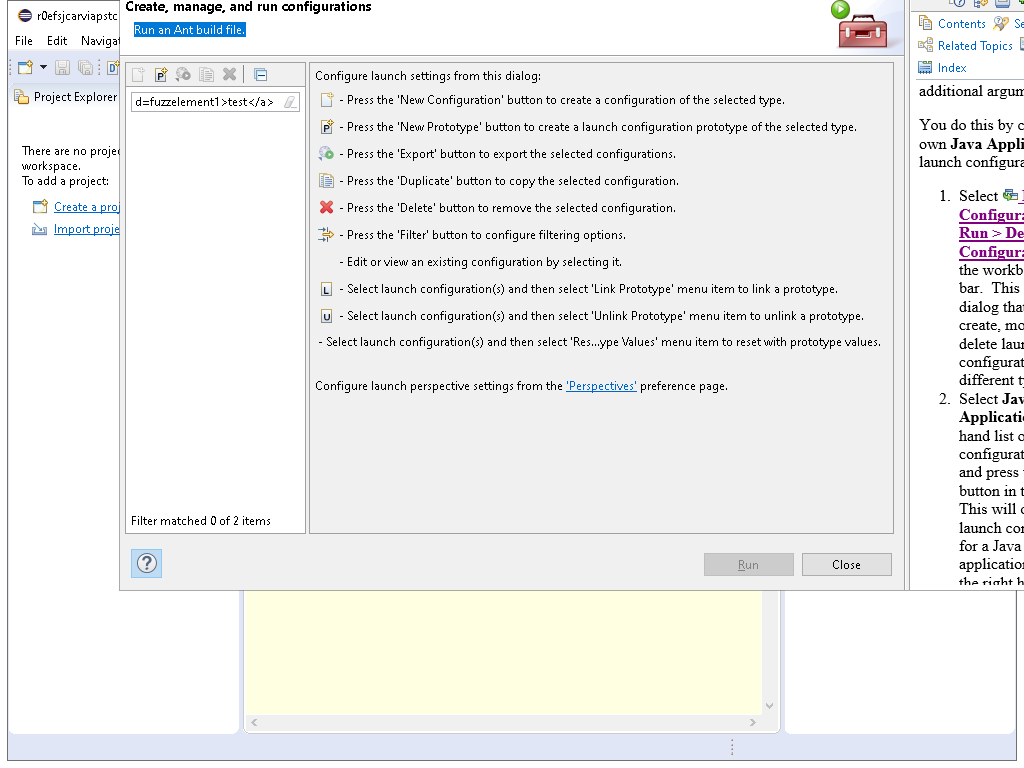 r0efsjcarviapstc
File Edit Navigat
Project Explorer
There are no projec
workspace.
To add a project:
Create a proj
Import proje
Create, manage, and run configurations
Run an Ant build file.
d=fuzzelement1>test</a>
Filter matched 0 of 2 items
Configure launch settings from this dialog:
- Press the 'New Configuration' button to create a configuration of the selected type.
- Press the 'New Prototype' button to create a launch configuration prototype of the selected type.
- Press the 'Export' button to export the selected configurations.
- Press the 'Duplicate' button to copy the selected configuration.
- Press the 'Delete' button to remove the selected configuration.
- Press the 'Filter' button to configure filtering options.
- Edit or view an existing configuration by selecting it.
- Select launch configuration(s) and then select 'Link Prototype' menu item to link a prototype.
- Select launch configuration(s) and then select 'Unlink Prototype' menu item to unlink a prototype.
- Select launch configuration(s) and then select 'Res...ype Values' menu item to reset with prototype values.
Configure launch perspective settings from the 'Perspectives' preference page.
Run
Close
Contents Se
Related Topics
Index
additional argum
You do this by c
own Java Appli
launch configura
1. Select
Configura
Run > De
Configura
the workb
bar. This
dialog that
create, mo
delete laun
configurat
different ty
2. Select Jav
Applicatio
hand list o
configurat
and press
button in t
This will c
launch con
for a Java
application
the right h